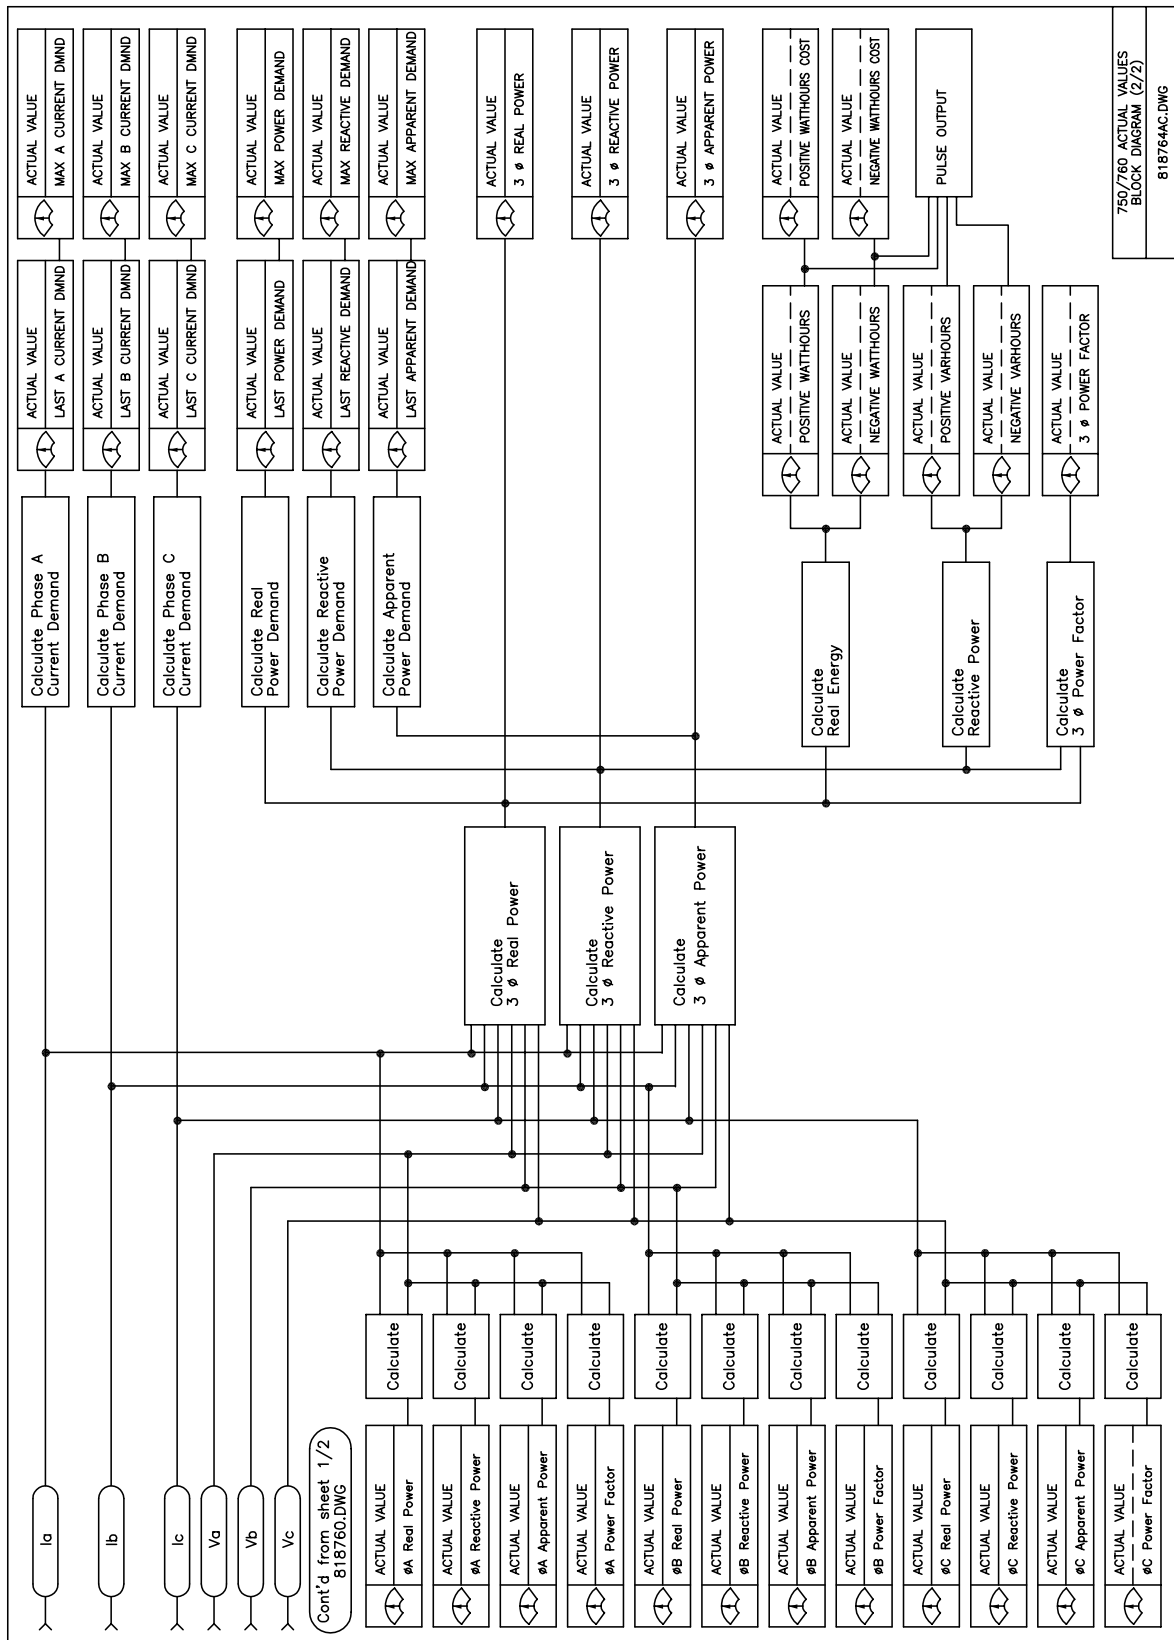 Ia
Ib
Ic
Va
Vb
Vc
Cont'd from sheet 1/2
818760.DWG
ACTUAL VALUE
øA Real Power
ACTUAL VALUE
øA Reactive Power
ACTUAL VALUE
øA Apparent Power
ACTUAL VALUE
øA Power Factor
ACTUAL VALUE
øB Real Power
ACTUAL VALUE
øB Reactive Power
ACTUAL VALUE
øB Apparent Power
ACTUAL VALUE
øB Power Factor
ACTUAL VALUE
øC Real Power
ACTUAL VALUE
øC Reactive Power
ACTUAL VALUE
øC Apparent Power
ACTUAL VALUE
øC Power Factor
Calculate
Calculate
Calculate
Calculate
Calculate
Calculate
Calculate
Calculate
Calculate
Calculate
Calculate
Calculate
Calculate
3 ø Real Power
Calculate
3 ø Reactive Power
Calculate
3 ø Apparent Power
Calculate Phase A
Current Demand
Calculate Phase B
Current Demand
Calculate Phase C
Current Demand
Calculate Real
Power Demand
Calculate Reactive
Power Demand
Calculate Apparent
Power Demand
Calculate
Real Energy
Calculate
Reactive Power
Calculate
3 ø Power Factor
ACTUAL VALUE
LAST A CURRENT DMND
ACTUAL VALUE
LAST B CURRENT DMND
ACTUAL VALUE
LAST C CURRENT DMND
ACTUAL VALUE
LAST POWER DEMAND
ACTUAL VALUE
LAST REACTIVE DEMAND
ACTUAL VALUE
LAST APPARENT DEMAND
ACTUAL VALUE
POSITIVE WATTHOURS
ACTUAL VALUE
NEGATIVE WATTHOURS
ACTUAL VALUE
POSITIVE VARHOURS
ACTUAL VALUE
NEGATIVE VARHOURS
ACTUAL VALUE
3 ø POWER FACTOR
ACTUAL VALUE
MAX A CURRENT DMND
ACTUAL VALUE
MAX B CURRENT DMND
ACTUAL VALUE
MAX C CURRENT DMND
ACTUAL VALUE
MAX POWER DEMAND
ACTUAL VALUE
MAX REACTIVE DEMAND
ACTUAL VALUE
MAX APPARENT DEMAND
ACTUAL VALUE
3 ø REAL POWER
ACTUAL VALUE
3 ø REACTIVE POWER
ACTUAL VALUE
3 ø APPARENT POWER
ACTUAL VALUE
POSITIVE WATTHOURS COST
ACTUAL VALUE
NEGATIVE WATTHOURS COST
PULSE OUTPUT
750/760 ACTUAL VALUES
BLOCK DIAGRAM (2/2)
818764AC.DWG